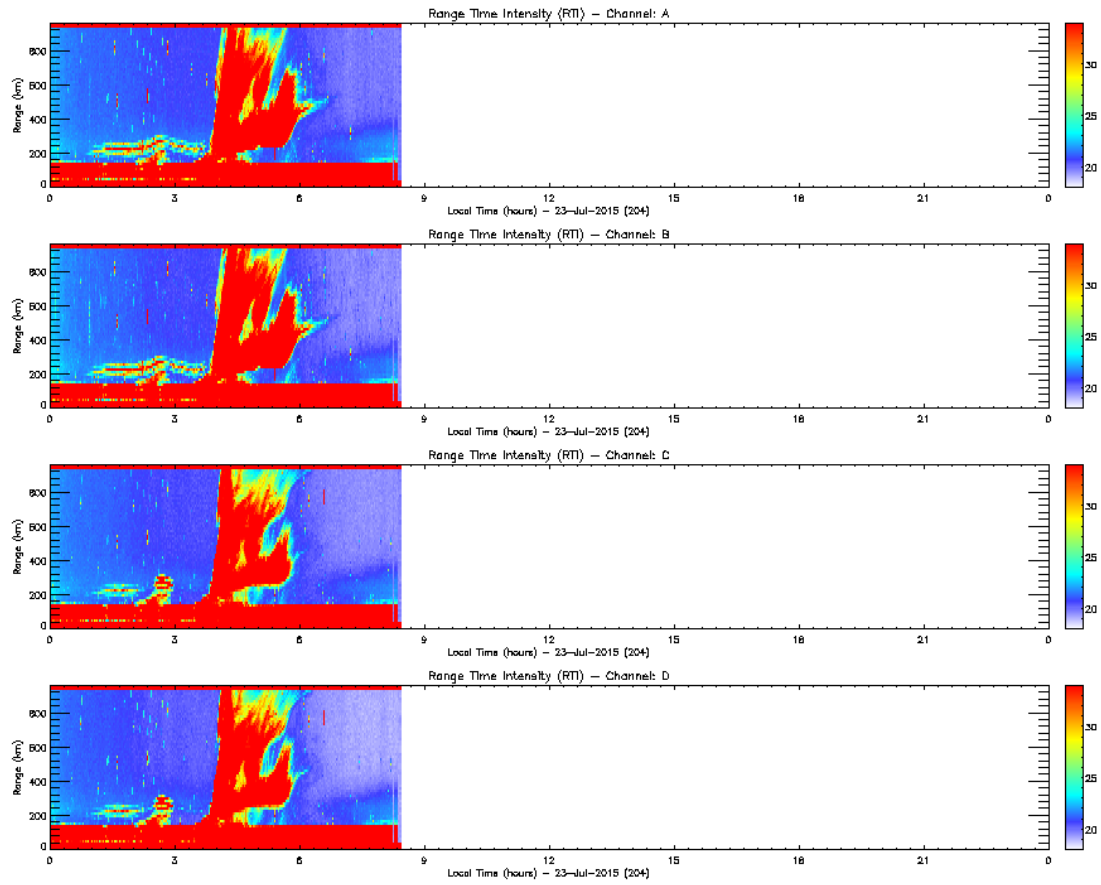 Range Time Intensity (RTI) – Channel: A
Range (km)
800
600
400
200
0
0 3 6 9 12 15 18 21 0
Local Time (hours) – 23–Jul–2015 (204)
30
25
20
Range Time Intensity (RTI) – Channel: B
Range (km)
800
600
400
200
0
0 3 6 9 12 15 18 21 0
Local Time (hours) – 23–Jul–2015 (204)
30
25
20
Range Time Intensity (RTI) – Channel: C
Range (km)
800
600
400
200
0
0 3 6 9 12 15 18 21 0
Local Time (hours) – 23–Jul–2015 (204)
30
25
20
Range Time Intensity (RTI) – Channel: D
Range (km)
800
600
400
200
0
0 3 6 9 12 15 18 21 0
Local Time (hours) – 23–Jul–2015 (204)
30
25
20